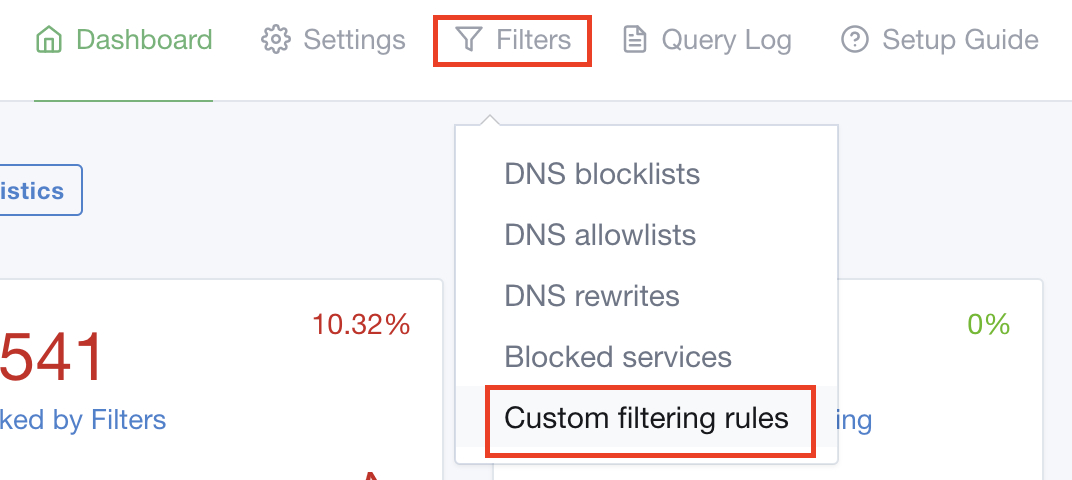 Dashboard Settings Filters Query Log Setup Guide
DNS blocklists
istics
DNS allowlists
DNS rewrites
10.32%
0%
541
Blocked services
ked by Filters
Custom filtering rules
ing